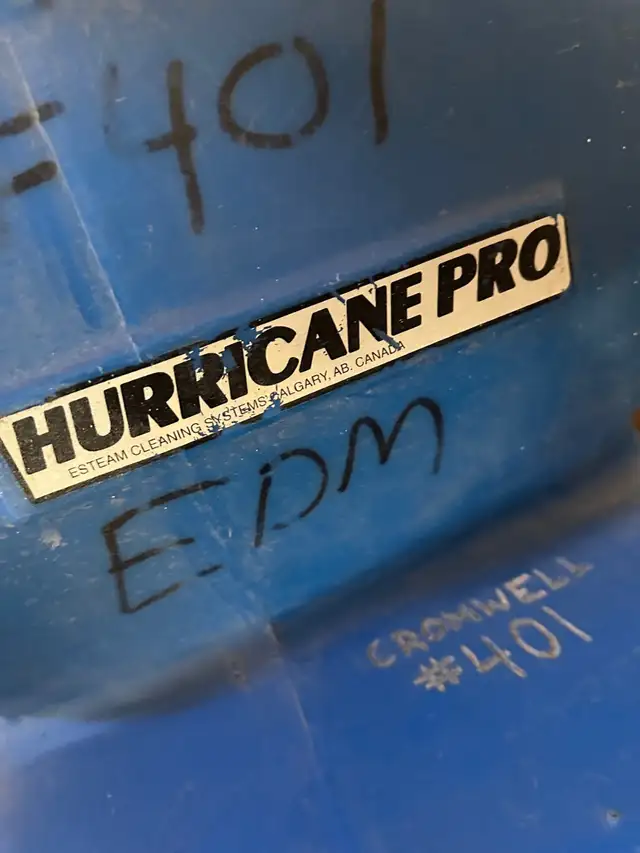 #401
HURRICANE PRO
ESTEAM CLEANING SYSTEMS CALGARY, AB. CANADA
EDM
CROMWELL
#401